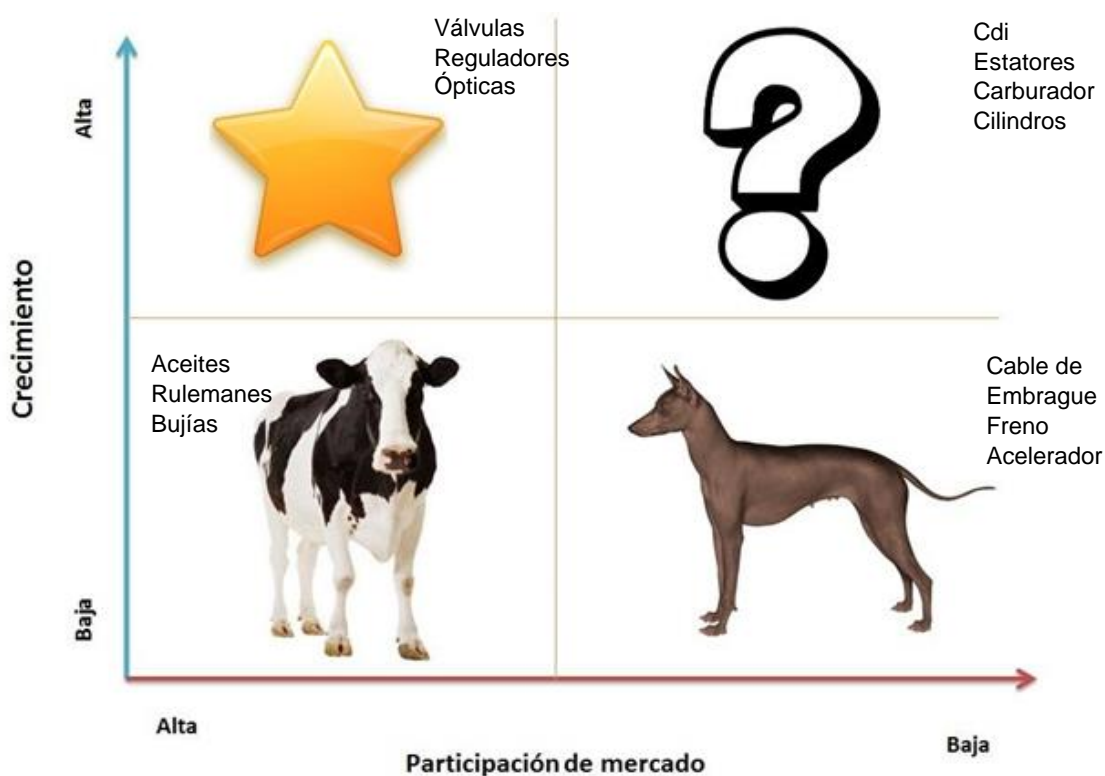 Válvulas
Reguladores
Ópticas
Cdi
Estatores
Carburador
Cilindros
Alta
Crecimiento
Aceites
Rulemanes
Bujías
Cable de
Embrague
Freno
Acelerador
Baja
Alta
Participación de mercado
Baja